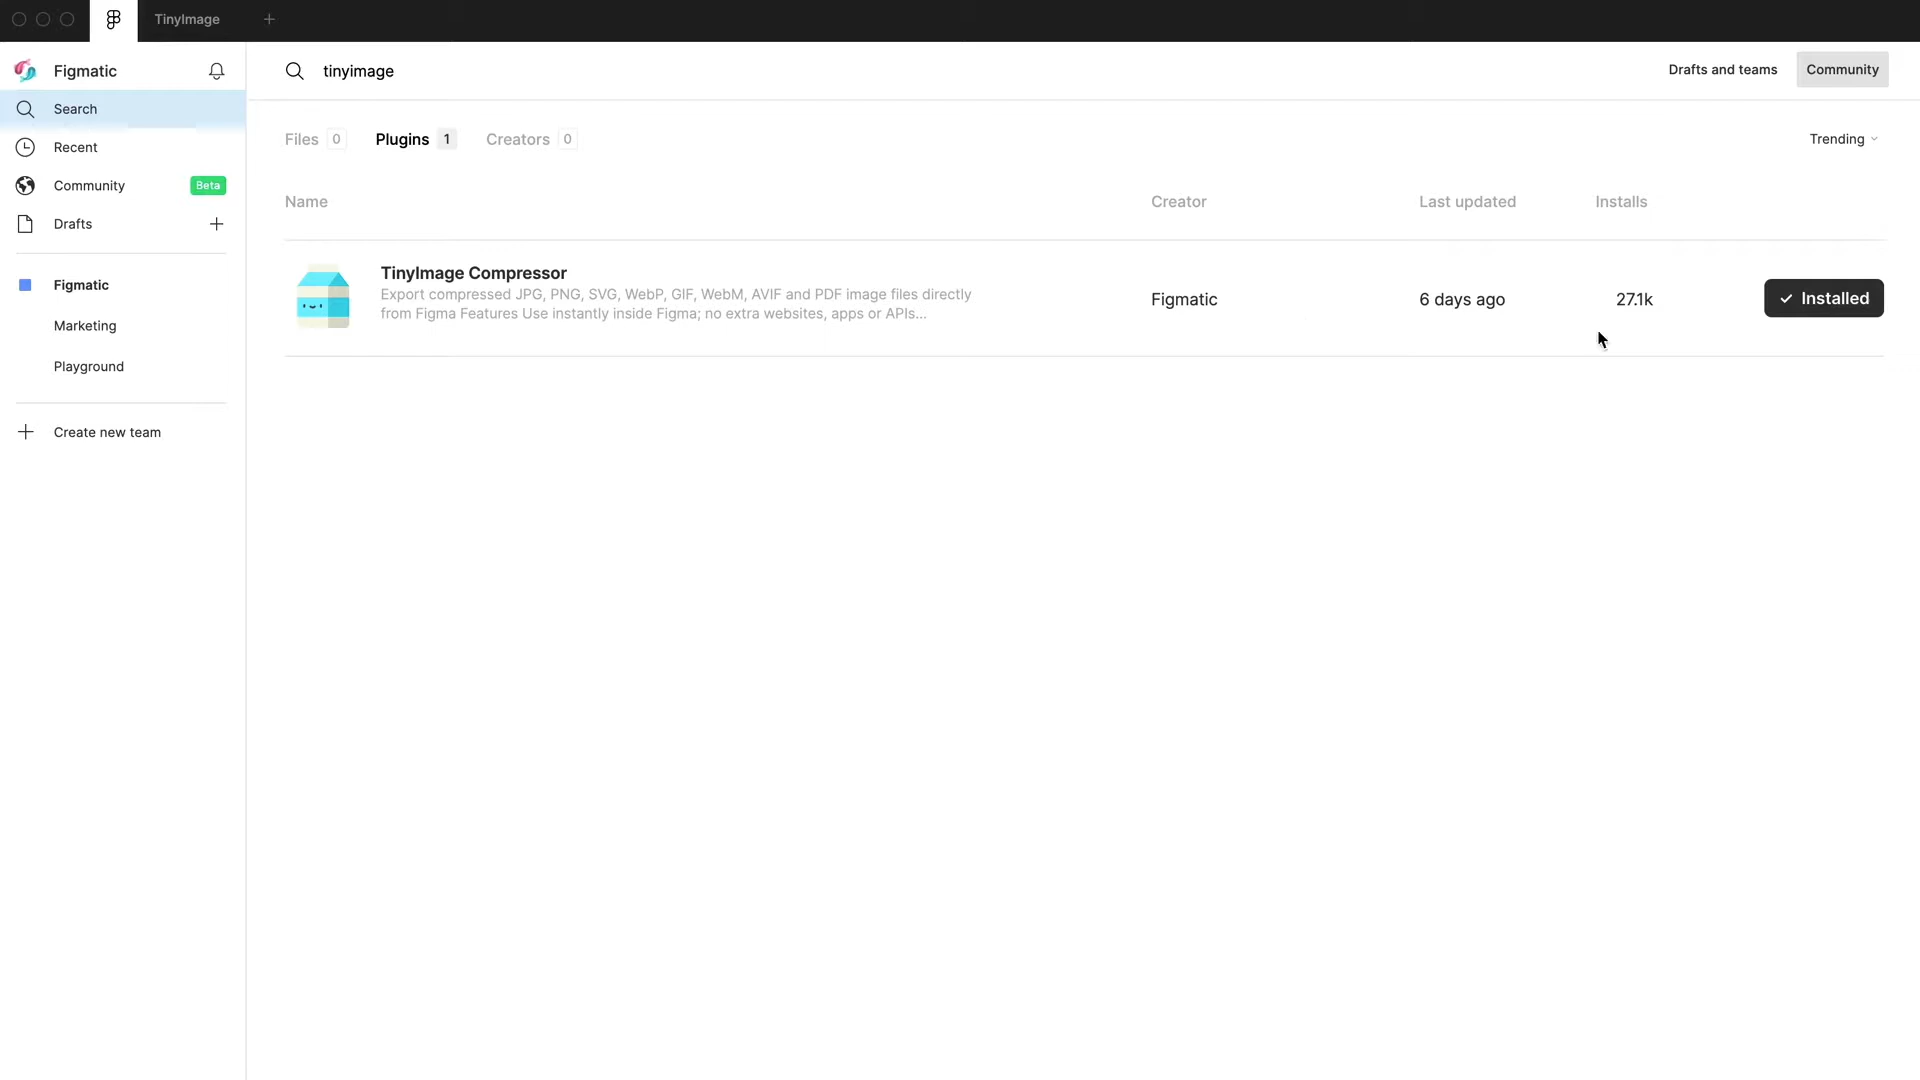 TinyImage
Figmatic
tinyimage
Drafts and teams
Community
Search
Recent
Community
Beta
Drafts
Figmatic
Marketing
Playground
Create new team
Files 0
Plugins 1
Creators 0
Trending
Name
Creator
Last updated
Installs
TinyImage Compressor
Export compressed JPG, PNG, SVG, WebP, GIF, WebM, AVIF and PDF image files directly
from Figma Features Use instantly inside Figma; no extra websites, apps or APIs...
Figmatic
6 days ago
27.1k
Installed